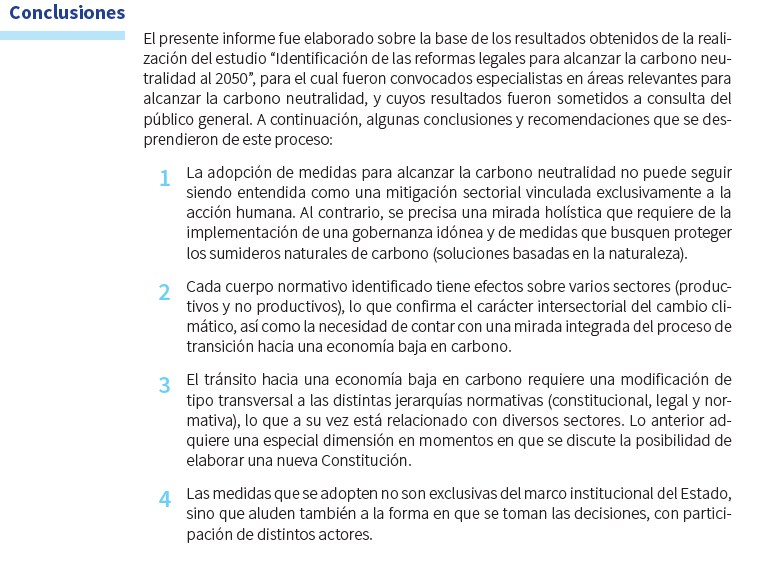 Conclusiones
El presente informe fue elaborado sobre la base de los resultados obtenidos de la reali-
zación del estudio “Identificación de las reformas legales para alcanzar la carbono neu-
tralidad al 2050”, para el cual fueron convocados especialistas en áreas relevantes para
alcanzar la carbono neutralidad, y cuyos resultados fueron sometidos a consulta del
público general. A continuación, algunas conclusiones y recomendaciones que se des-
prendieron de este proceso:
1 La adopción de medidas para alcanzar la carbono neutralidad no puede seguir
siendo entendida como una mitigación sectorial vinculada exclusivamente a la
acción humana. Al contrario, se precisa una mirada holística que requiere de la
implementación de una gobernanza idónea y de medidas que busquen proteger
los sumideros naturales de carbono (soluciones basadas en la naturaleza).
2 Cada cuerpo normativo identificado tiene efectos sobre varios sectores (produc-
tivos y no productivos), lo que confirma el carácter intersectorial del cambio cli-
mático, así como la necesidad de contar con una mirada integrada del proceso de
transición hacia una economía baja en carbono.
3 El tránsito hacia una economía baja en carbono requiere una modificación de
tipo transversal a las distintas jerarquías normativas (constitucional, legal y nor-
mativa), lo que a su vez está relacionado con diversos sectores. Lo anterior ad-
quiere una especial dimensión en momentos en que se discute la posibilidad de
elaborar una nueva Constitución.
4 Las medidas que se adopten no son exclusivas del marco institucional del Estado,
sino que aluden también a la forma en que se toman las decisiones, con partici-
pación de distintos actores.